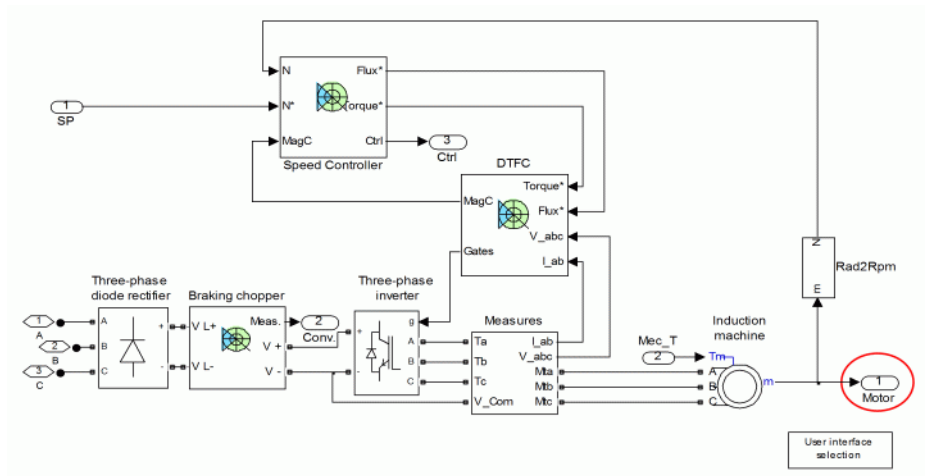 N
Flux*
1
SP
N*
Torque*
MagC
Ctrl
3
Ctrl
Speed Controller
DTFC
Torque*
MagC
Flux*
V_abc
Gates
I_ab
N
Rad2Rpm
E
Three-phase
diode rectifier
Braking chopper
Three-phase
inverter
Measures
Induction
machine
1
A
A
+
V L+
Meas.
2
Conv.
g
2
B
B
V +
+
A
Ta
I_ab
Mec_T
2
Tm
B
Tb
V_abc
3
C
C
-
V L-
V -
-
C
Tc
Mta
A
Mtb
B
m
1
Motor
V_Com
Mtc
C
User interface
selection